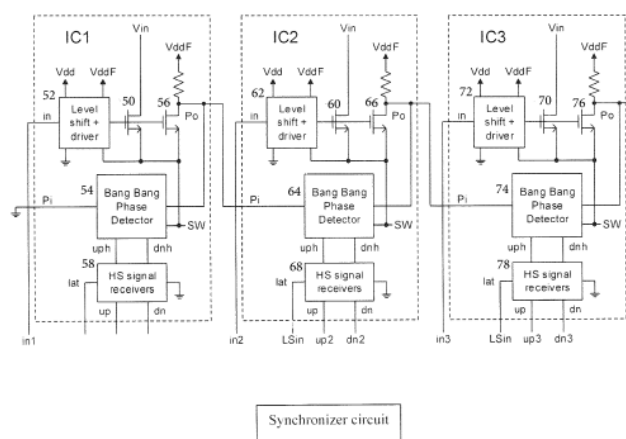 IC1
Vin
VddF
Vdd
VddF
52
50
56
in
Level
shift +
driver
Po
54
Pi
Bang Bang
Phase
Detector
SW
uph
dnh
58
lat
HS signal
receivers
up
dn
in1
IC2
Vin
VddF
Vdd
VddF
62
60
66
in
Level
shift +
driver
Po
64
Pi
Bang Bang
Phase
Detector
SW
uph
dnh
68
lat
HS signal
receivers
up
dn
in2
LSin
up2
dn2
IC3
Vin
VddF
Vdd
VddF
72
70
76
in
Level
shift +
driver
Po
74
Pi
Bang Bang
Phase
Detector
SW
uph
dnh
78
lat
HS signal
receivers
up
dn
in3
LSin
up3
dn3
Synchronizer circuit